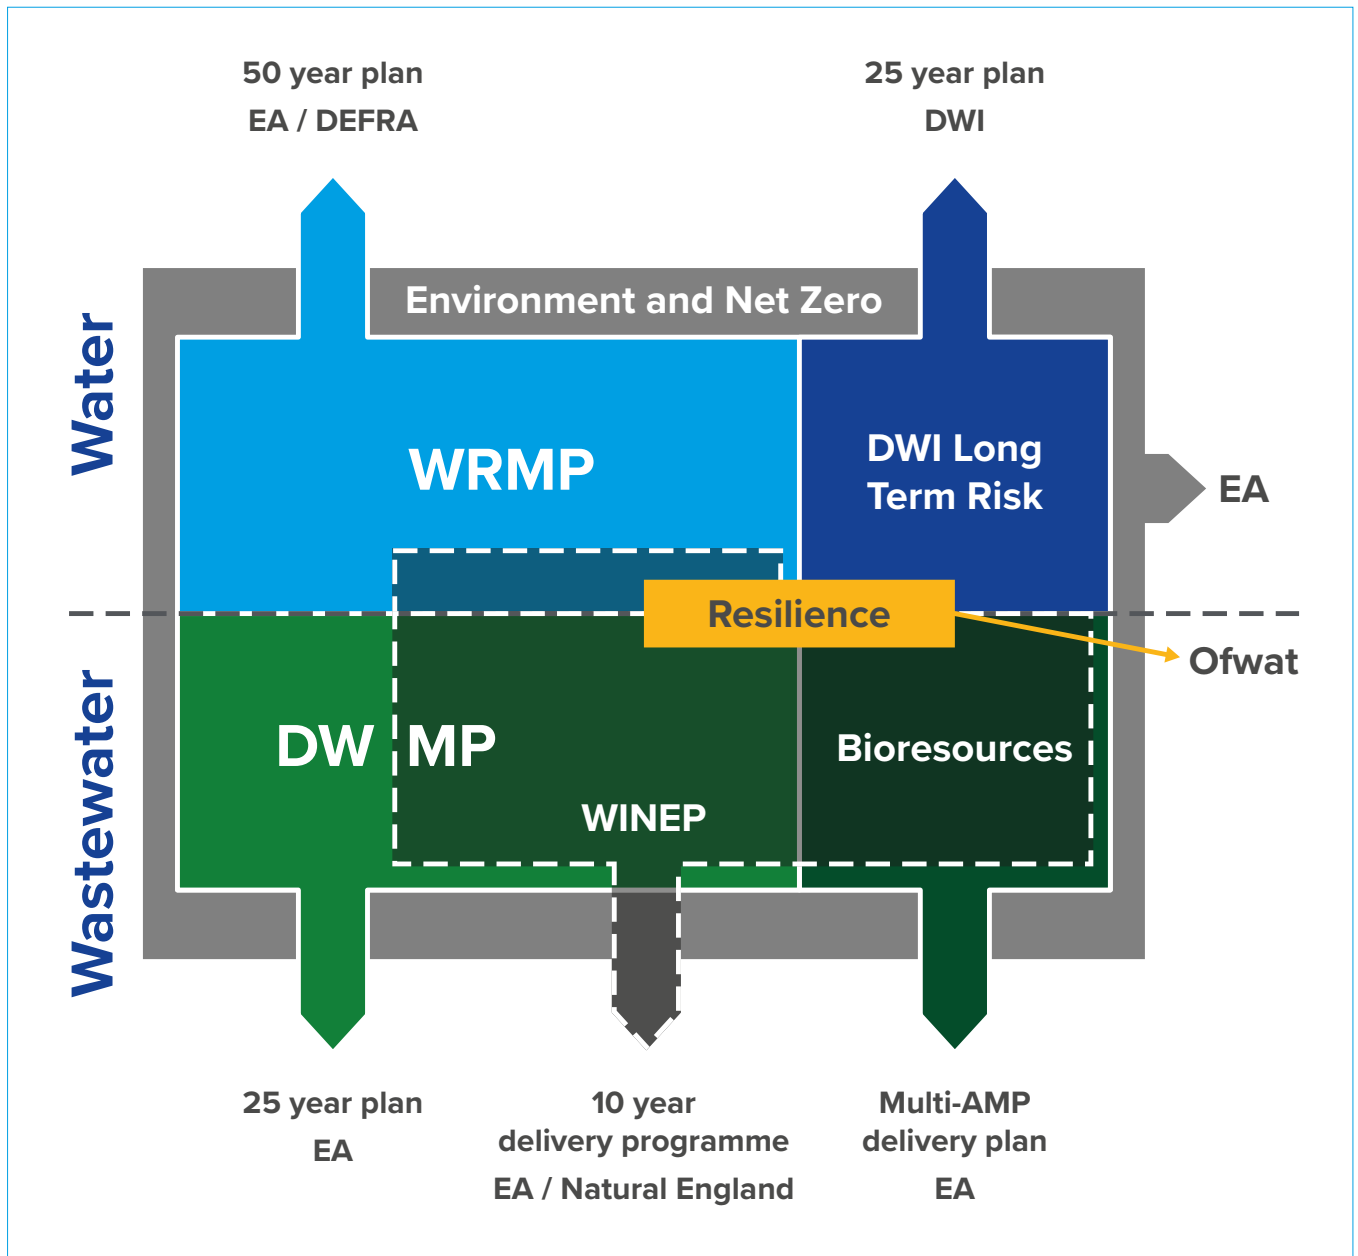 50 year plan
EA / DEFRA
25 year plan
DWI
Environment and Net Zero
Water
WRMP
DWI Long
Term Risk
EA
Resilience
Ofwat
Wastewater
DW MP
Bioresources
WINEP
25 year plan
EA
10 year
delivery programme
EA / Natural England
Multi-AMP
delivery plan
EA